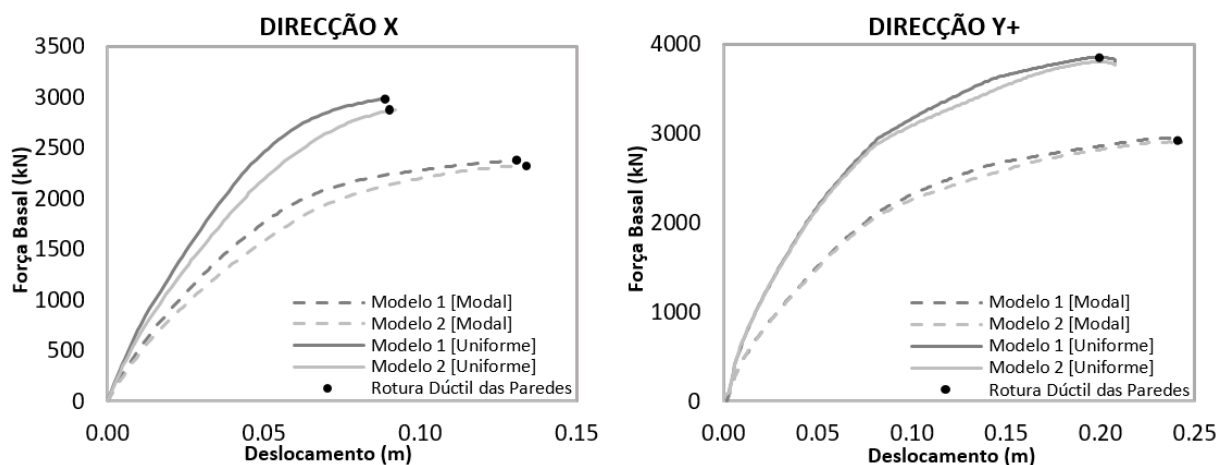 DIRECÇÃO X
Força Basal (kN)
3500
3000
2500
2000
1500
1000
500
0
Modelo 1 [Modal]
Modelo 2 [Modal]
Modelo 1 [Uniforme]
Modelo 2 [Uniforme]
Rotura Dúctil das Paredes
0.00 0.05 0.10 0.15
Deslocamento (m)
DIRECÇÃO Y+
Força Basal (kN)
4000
3000
2000
1000
0
Modelo 1 [Modal]
Modelo 2 [Modal]
Modelo 1 [Uniforme]
Modelo 2 [Uniforme]
Rotura Dúctil das Paredes
0.00 0.05 0.10 0.15 0.20 0.25
Deslocamento (m)